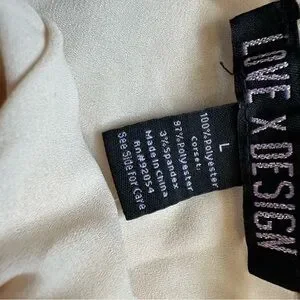 LOVE X DESIGN
L
100%Polyester
Corset:
97%Polyester
3%Spandex
Made in China
Rn#92054
See Side For Care